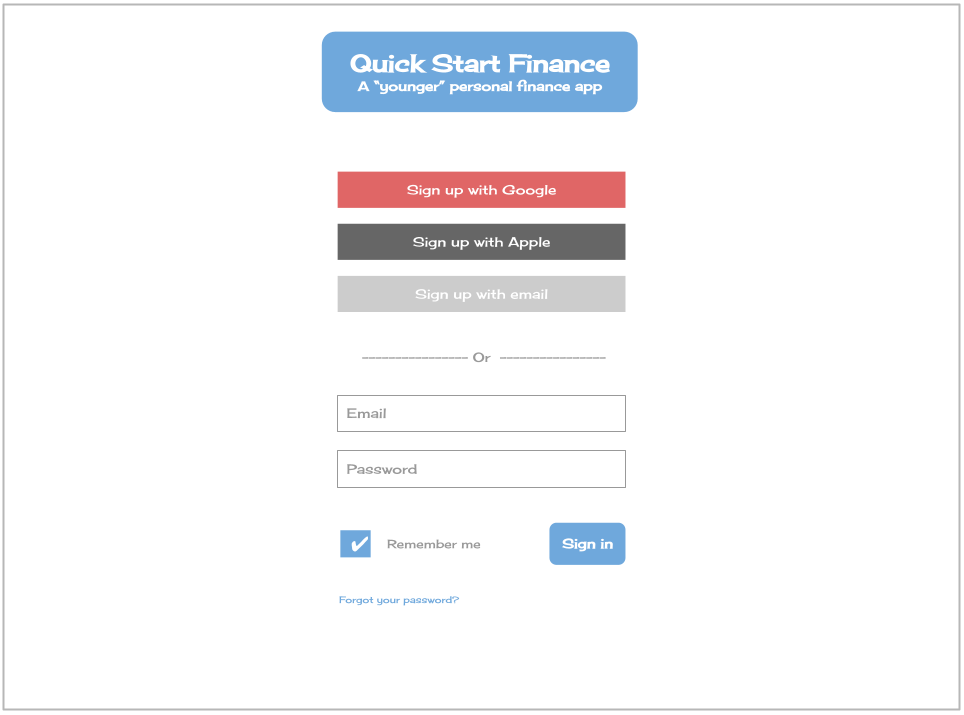 Quick Start Finance
A "younger" personal finance app
Sign up with Google
Sign up with Apple
Sign up with email
---------------- Or ----------------
Email
Password
✔ Remember me
Sign in
Forgot your password?